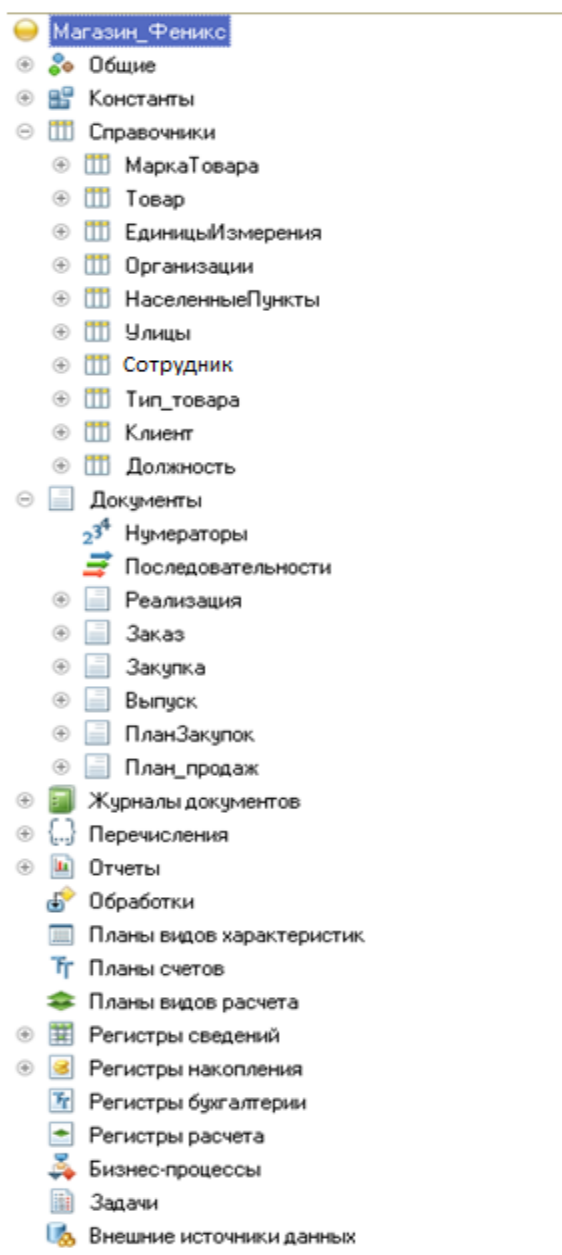 Магазин_Феникс
Общие
Константы
Справочники
МаркаТовара
Товар
ЕдиницыИзмерения
Организации
НаселенныеПункты
Улицы
Сотрудник
Тип_товара
Клиент
Должность
Документы
Нумераторы
Последовательности
Реализация
Заказ
Закупка
Выпуск
ПланЗакупок
План_продаж
Журналы документов
Перечисления
Отчеты
Обработки
Планы видов характеристик
Планы счетов
Планы видов расчета
Регистры сведений
Регистры накопления
Регистры бухгалтерии
Регистры расчета
Бизнес-процессы
Задачи
Внешние источники данных